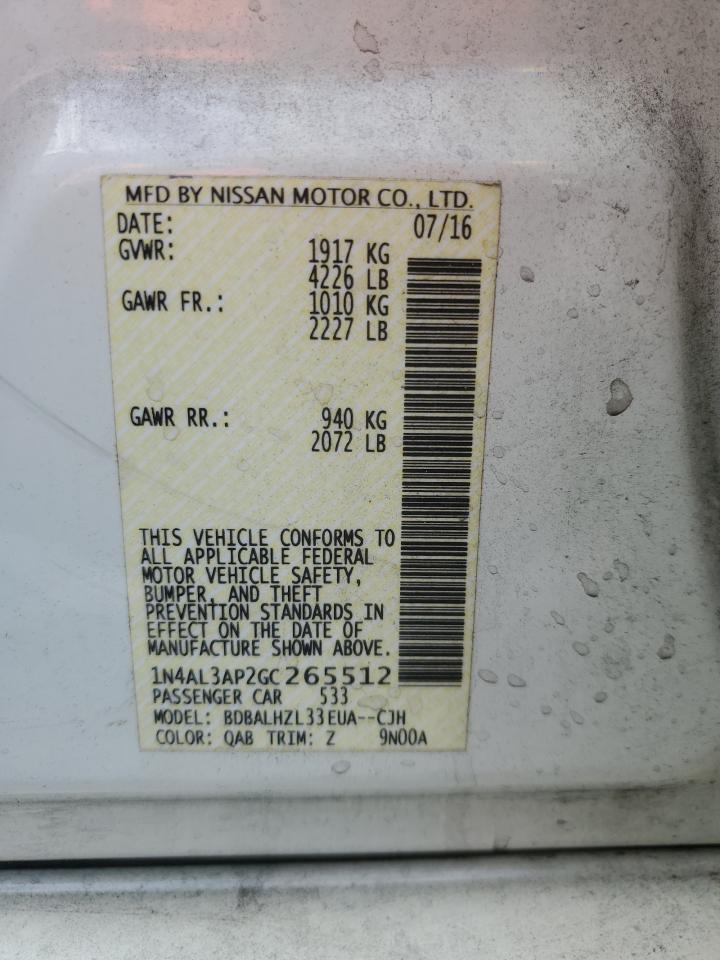 MFD BY NISSAN MOTOR CO., LTD.
DATE: 07/16
GVWR: 1917 KG
4226 LB
GAWR FR.: 1010 KG
2227 LB
GAWR RR.: 940 KG
2072 LB
THIS VEHICLE CONFORMS TO
ALL APPLICABLE FEDERAL
MOTOR VEHICLE SAFETY,
BUMPER, AND THEFT
PREVENTION STANDARDS IN
EFFECT ON THE DATE OF
MANUFACTURE SHOWN ABOVE.
1N4AL3AP2GC265512
PASSENGER CAR 533
MODEL: BDBALHZL33EUA--CJH
COLOR: QAB TRIM: Z 9N00A